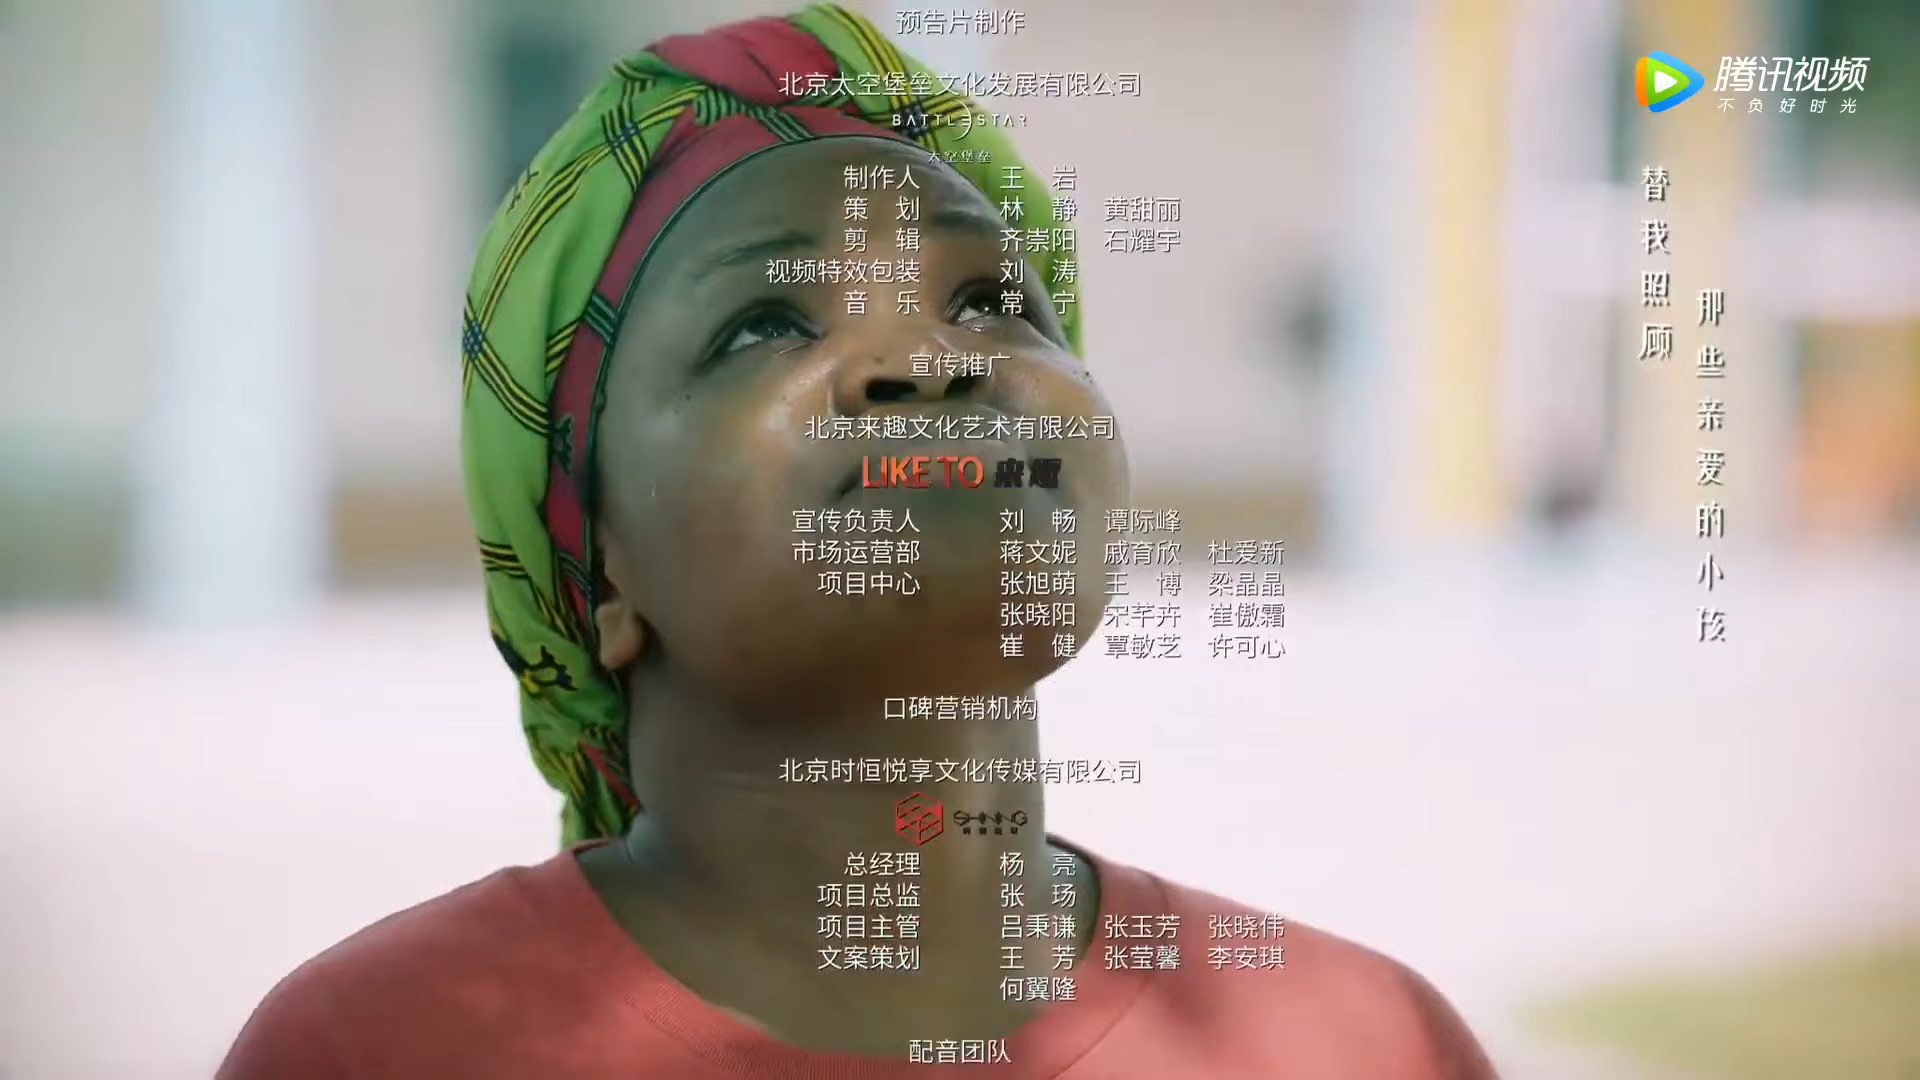 预告片制作
北京太空堡垒文化发展有限公司
BATTLESTAR
太空堡垒
制作人 王 岩
策 划 林 静 黄甜丽
剪 辑 齐崇阳 石耀宇
视频特效包装 刘 涛
音 乐 常 宁
宣传推广
北京来趣文化艺术有限公司
LIKE TO 来趣
宣传负责人 刘 畅 谭际峰
市场运营部 蒋文妮 戚育欣 杜爱新
项目中心 张旭萌 王 博 梁晶晶
张晓阳 宋芊卉 崔傲霜
崔 健 覃敏芝 许可心
口碑营销机构
北京时恒悦享文化传媒有限公司
SHINING
总经理 杨 亮
项目总监 张 玚
项目主管 吕秉谦 张玉芳 张晓伟
文案策划 王 芳 张莹馨 李安琪
何翼隆
配音团队
腾讯视频
不负好时光
替我照顾
那些亲爱的小孩